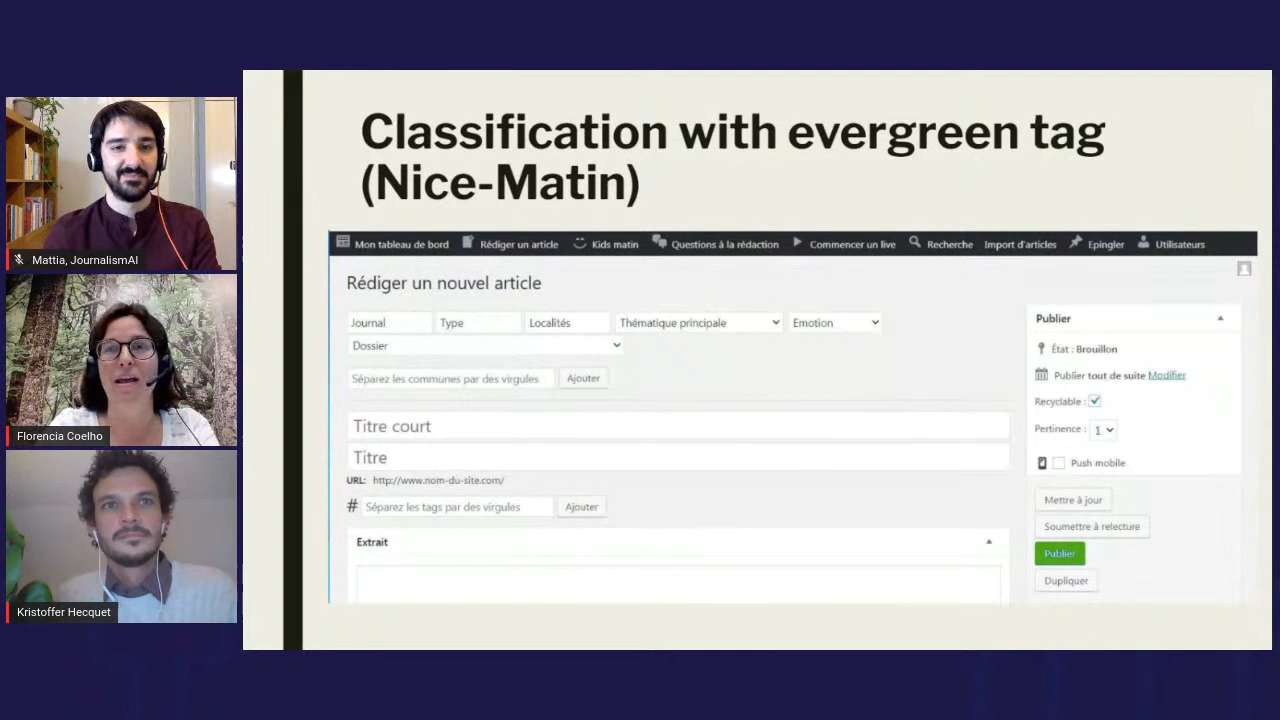 Mattia, JournalismAI
Florencia Coelho
Kristoffer Hecquet
Classification with evergreen tag
(Nice-Matin)
Mon tableau de bord Rédiger un article Kids matin Questions à la rédaction Commencer un live Recherche Import d'articles Epingler Utilisateurs
Rédiger un nouvel article
Journal Type Localités Thématique principale Emotion
Dossier
Séparez les communes par des virgules Ajouter
Titre court
Titre
URL: http://www.nom-du-site.com/
# Séparez les tags par des virgules Ajouter
Extrait
Publier
État : Brouillon
Publier tout de suite Modifier
Recyclable :
Pertinence : 1
Push mobile
Mettre à jour
Soumettre à relecture
Publier
Dupliquer